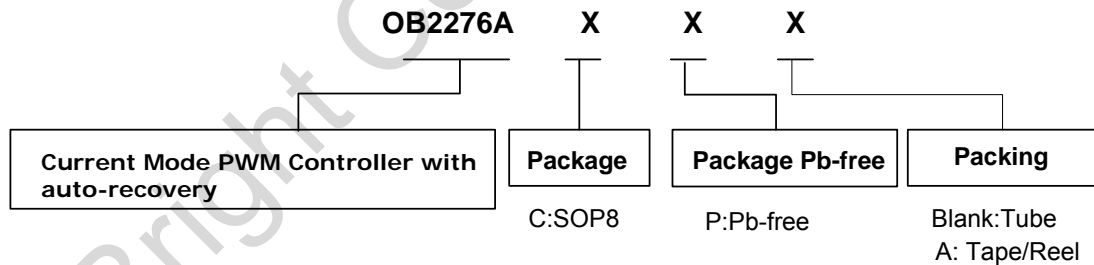 OB2276A X X X
Current Mode PWM Controller with
auto-recovery
Package
Package Pb-free
Packing
C:SOP8
P:Pb-free
Blank:Tube
A: Tape/Reel
Bright